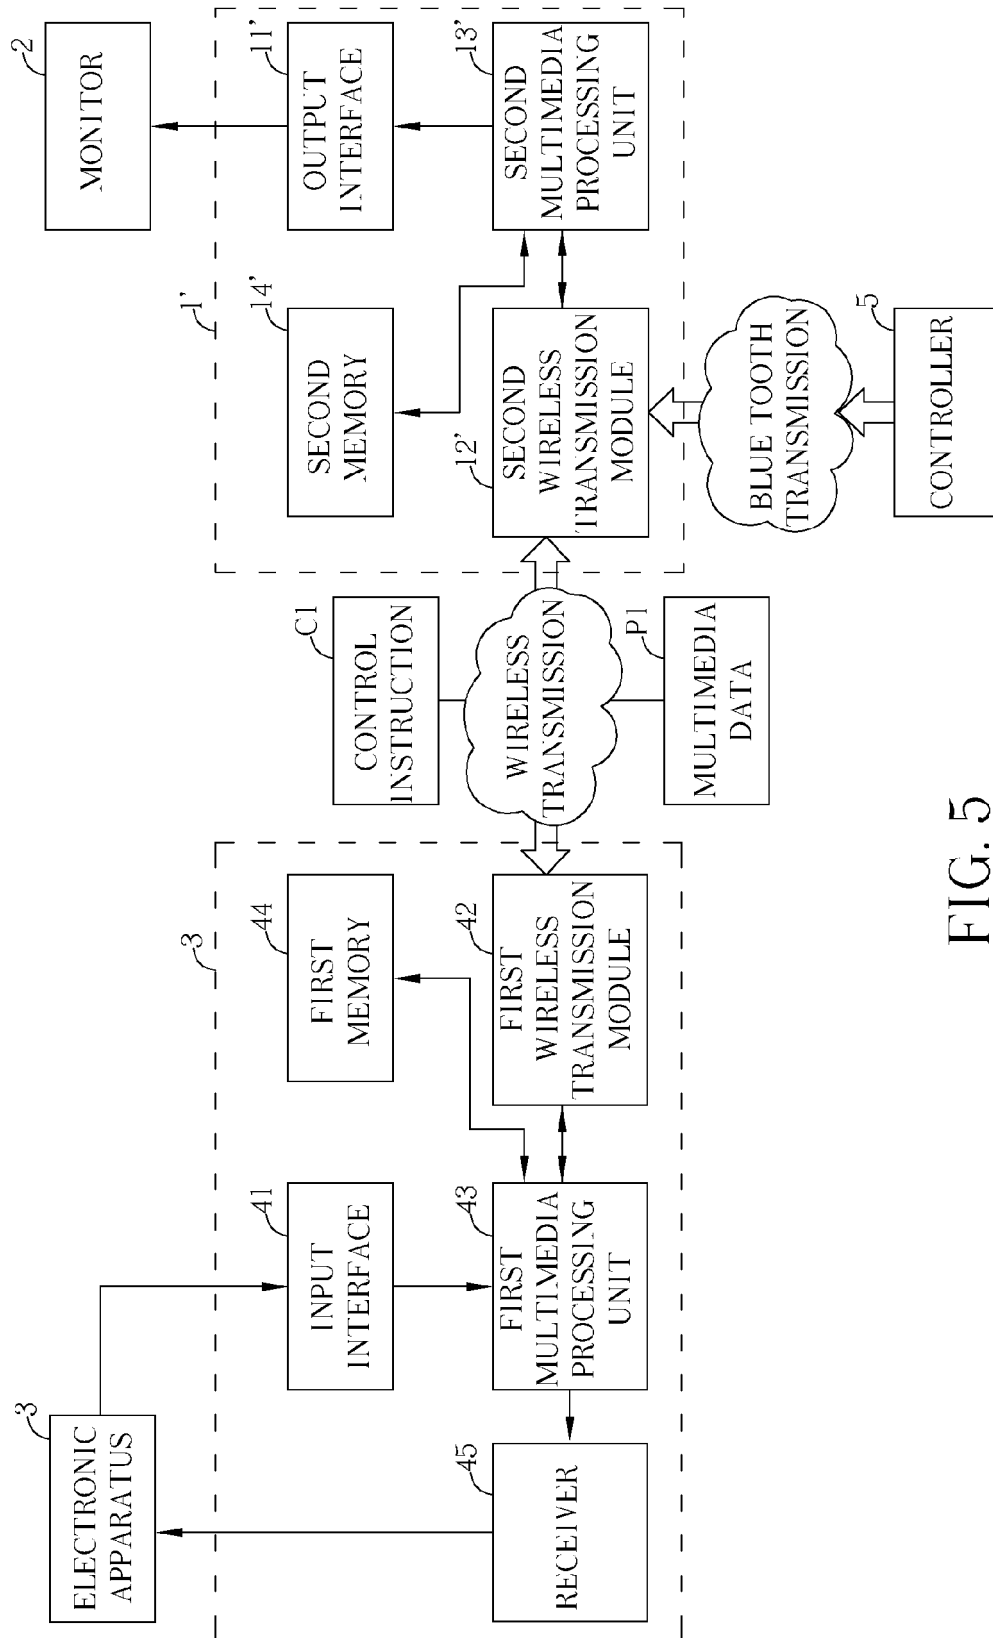 3
ELECTRONIC
APPARATUS
2
MONITOR
3
41
INPUT
INTERFACE
44
FIRST
MEMORY
45
RECEIVER
43
FIRST
MULTIMEDIA
PROCESSING
UNIT
42
FIRST
WIRELESS
TRANSMISSION
MODULE
C1
CONTROL
INSTRUCTION
WIRELESS
TRANSMISSION
P1
MULTIMEDIA
DATA
1'
14'
SECOND
MEMORY
11'
OUTPUT
INTERFACE
12'
SECOND
WIRELESS
TRANSMISSION
MODULE
13'
SECOND
MULTIMEDIA
PROCESSING
UNIT
BLUE TOOTH
TRANSMISSION
5
CONTROLLER
FIG. 5